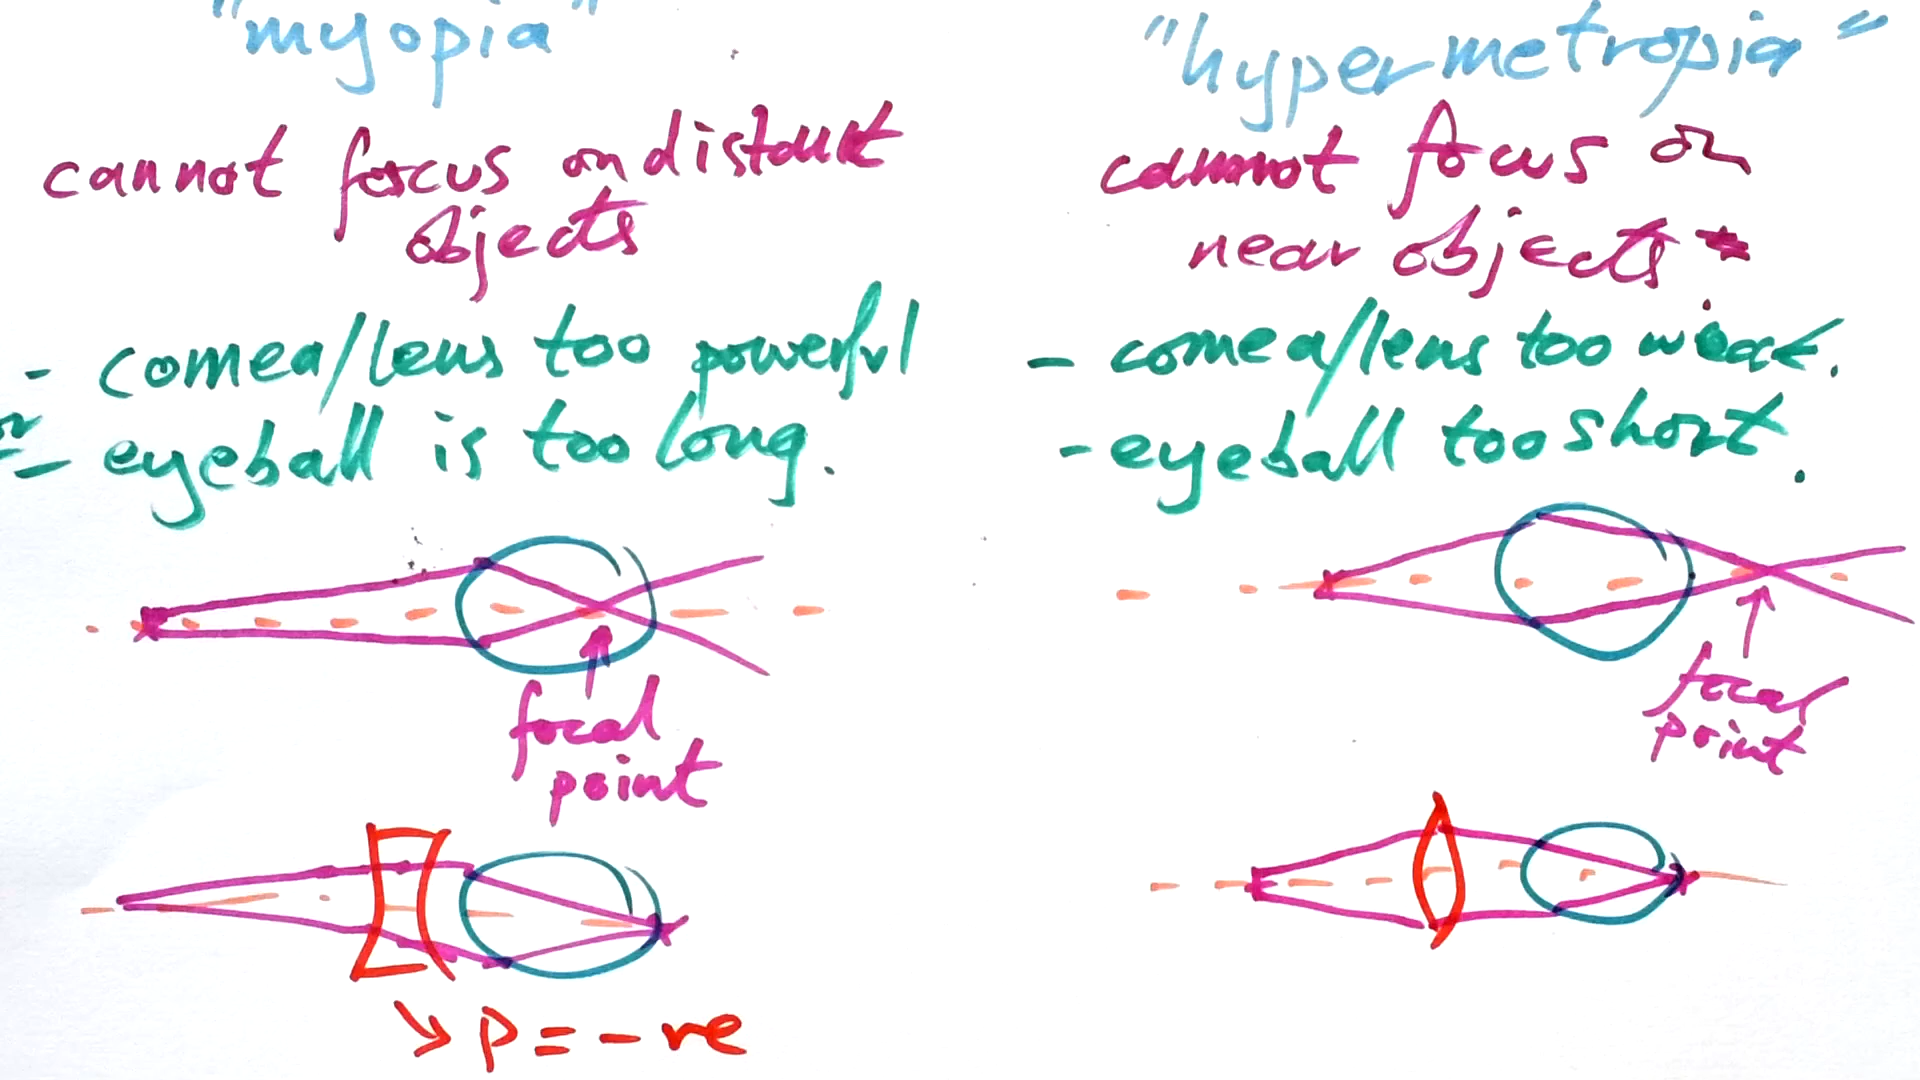 "myopia"
cannot focus on distant
objects
- cornea/lens too powerful
or
- eyeball is too long.
focal
point
→ P = -ve
"hypermetropia"
cannot focus on
near objects*
- cornea/lens too weak.
- eyeball too short.
focal
point